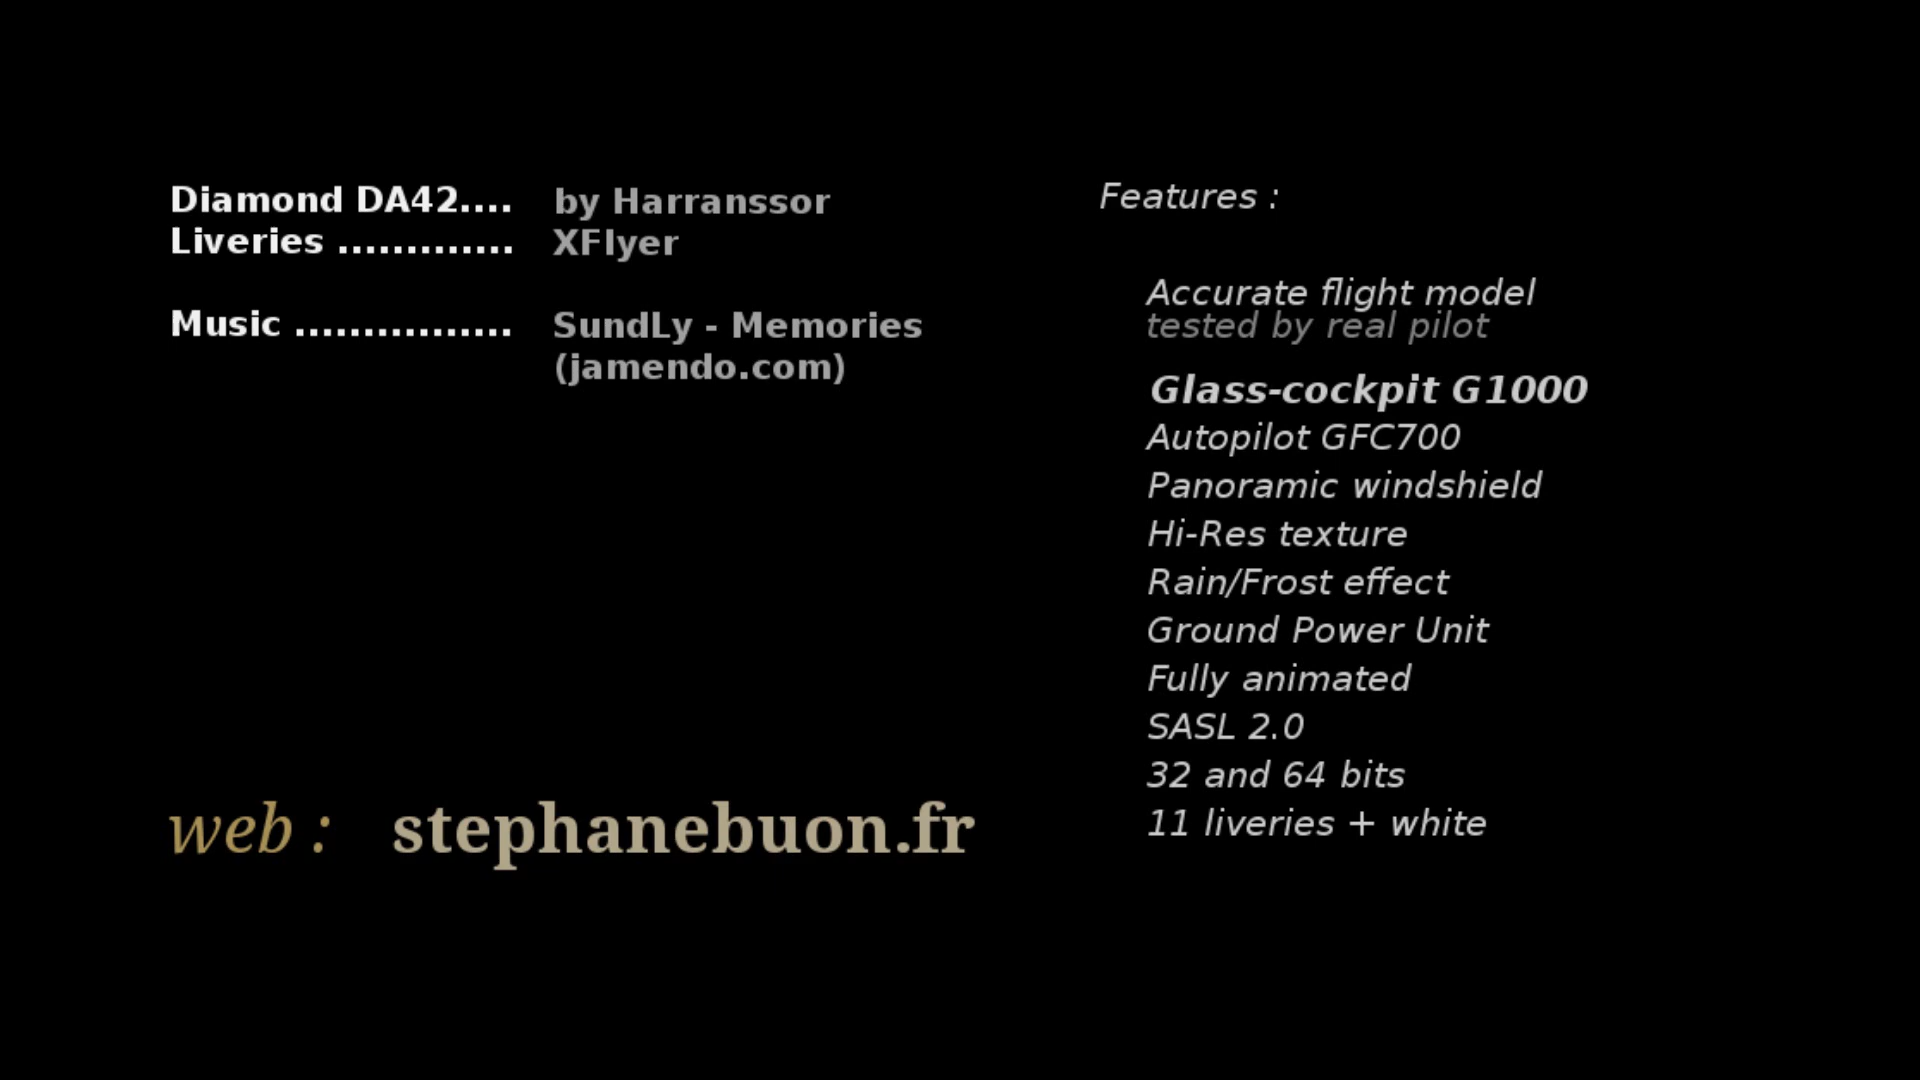 Diamond DA42.... by Harranssor
Liveries ............. XFlyer
Music ................ SundLy - Memories
(jamendo.com)
web : stephanebuon.fr
Features :
Accurate flight model
tested by real pilot
Glass-cockpit G1000
Autopilot GFC700
Panoramic windshield
Hi-Res texture
Rain/Frost effect
Ground Power Unit
Fully animated
SASL 2.0
32 and 64 bits
11 liveries + white